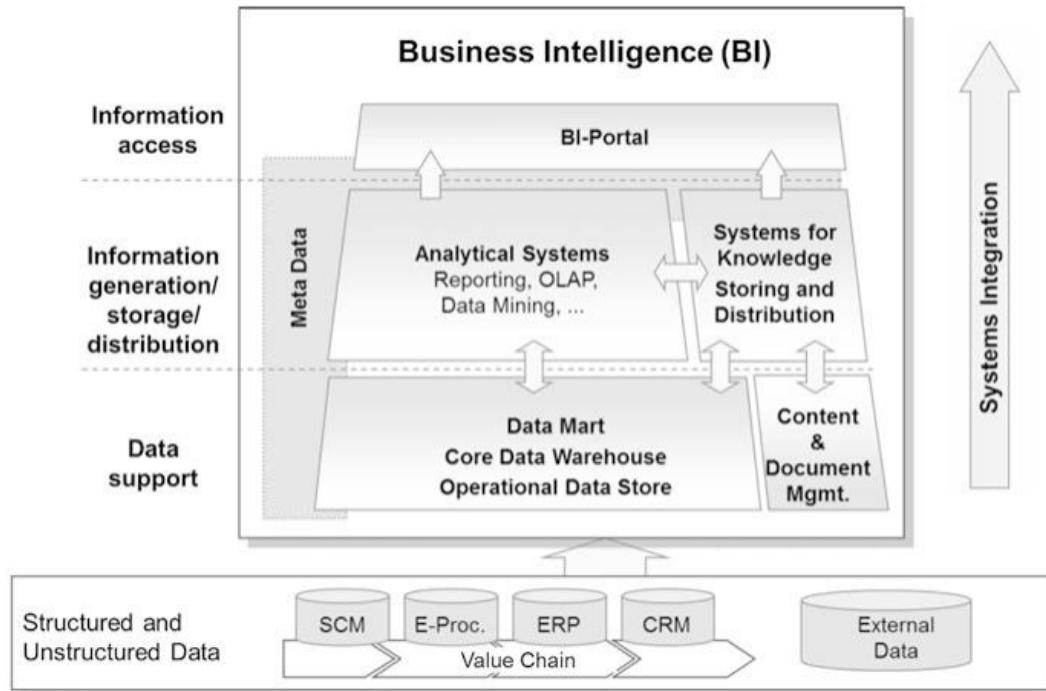 Business Intelligence (BI)
Information
access
BI-Portal
Information
generation/
storage/
distribution
Meta Data
Analytical Systems
Reporting, OLAP,
Data Mining, ...
Systems for
Knowledge
Storing and
Distribution
Data
support
Data Mart
Core Data Warehouse
Operational Data Store
Content
&
Document
Mgmt.
Systems Integration
Structured and
Unstructured Data
SCM
E-Proc.
ERP
CRM
Value Chain
External
Data